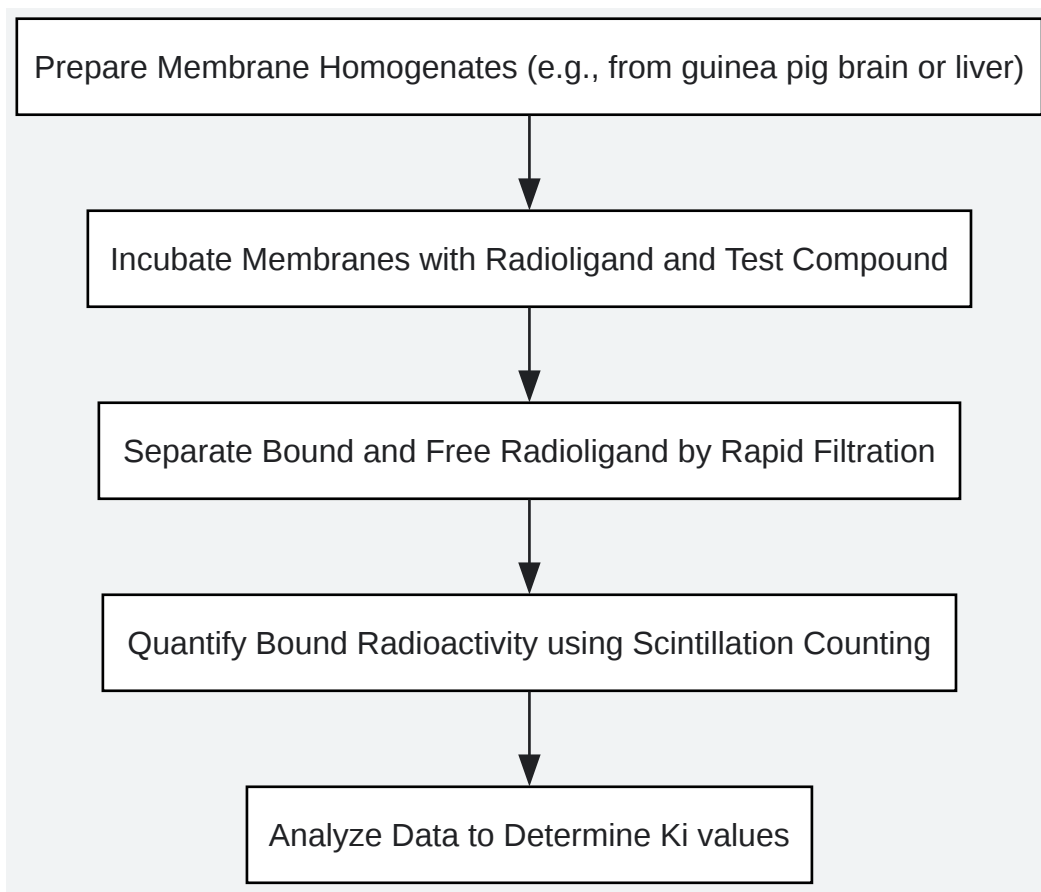 Prepare Membrane Homogenates (e.g., from guinea pig brain or liver)
Incubate Membranes with Radioligand and Test Compound
Separate Bound and Free Radioligand by Rapid Filtration
Quantify Bound Radioactivity using Scintillation Counting
Analyze Data to Determine Ki values